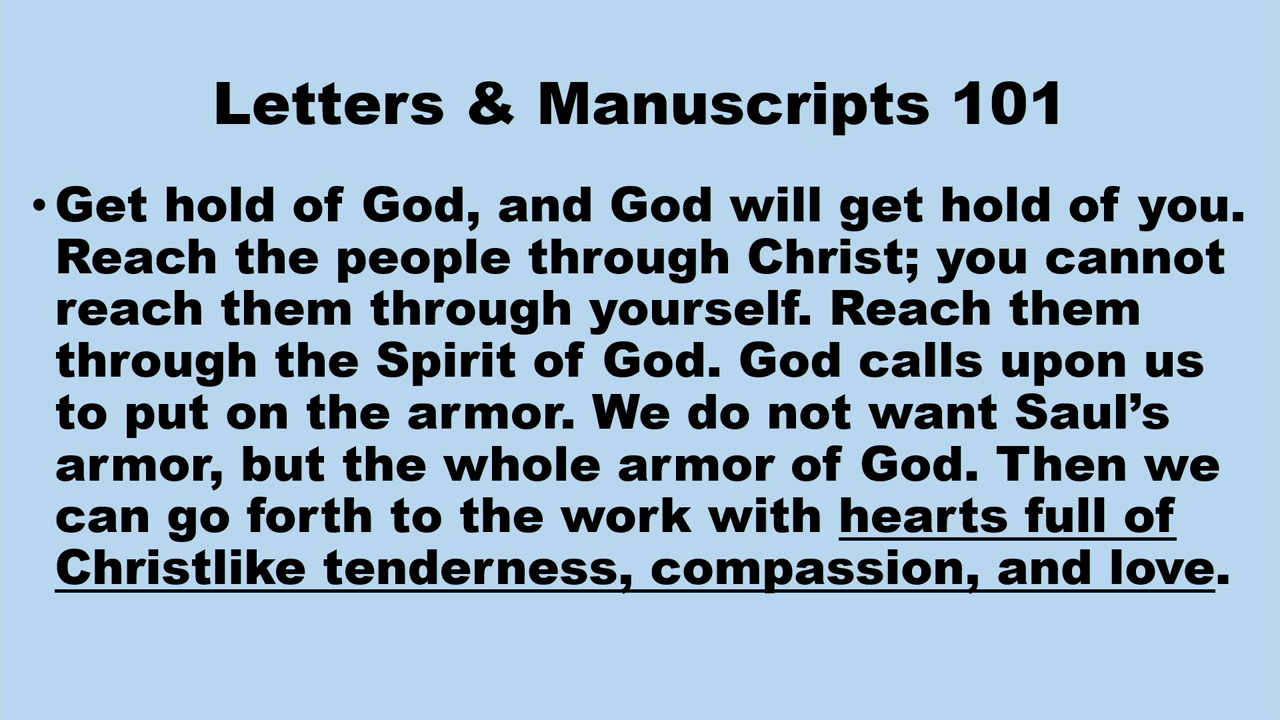 Letters & Manuscripts 101
• Get hold of God, and God will get hold of you.
Reach the people through Christ; you cannot
reach them through yourself. Reach them
through the Spirit of God. God calls upon us
to put on the armor. We do not want Saul’s
armor, but the whole armor of God. Then we
can go forth to the work with hearts full of
Christlike tenderness, compassion, and love.